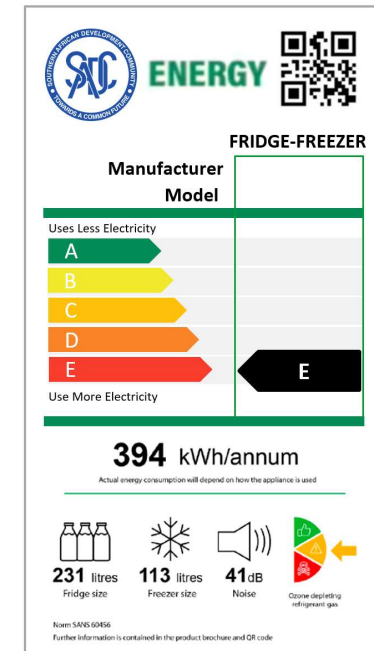 SOUTHERN AFRICAN DEVELOPMENT COMMUNITY
SADC
TOWARDS A COMMON FUTURE
ENERGY
FRIDGE-FREEZER
Manufacturer
Model
Uses Less Electricity
A
B
C
D
E
E
Use More Electricity
394 kWh/annum
Actual energy consumption will depend on how the appliance is used
231 litres
Fridge size
113 litres
Freezer size
41dB
Noise
Ozone depleting
refrigerant gas
Norm SANS 60456
Further information is contained in the product brochure and QR code